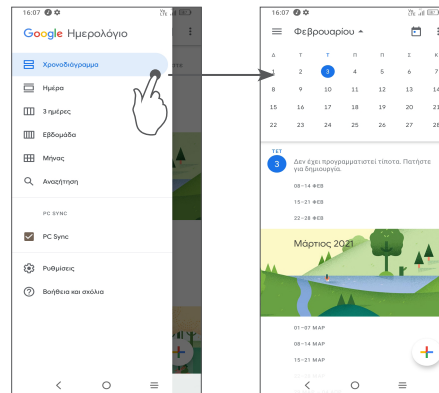 16:07
Google Ημερολόγιο
Χρονοδιάγραμμα
Ημέρα
3 ημέρες
Εβδομάδα
Μήνας
Αναζήτηση
PC SYNC
PC Sync
Ρυθμίσεις
Βοήθεια και σχόλια
16:07
Φεβρουαρίου
Δ Τ Τ Π Π Σ Κ
1 2 3 4 5 6 7
8 9 10 11 12 13 14
15 16 17 18 19 20 21
22 23 24 25 26 27 28
ΤΕΤ
3 Δεν έχει προγραμματιστεί τίποτα. Πατήστε
για δημιουργία.
08–14 ΦΕΒ
15–21 ΦΕΒ
22–28 ΦΕΒ
Μάρτιος 2021
01–07 ΜΑΡ
08–14 ΜΑΡ
15–21 ΜΑΡ